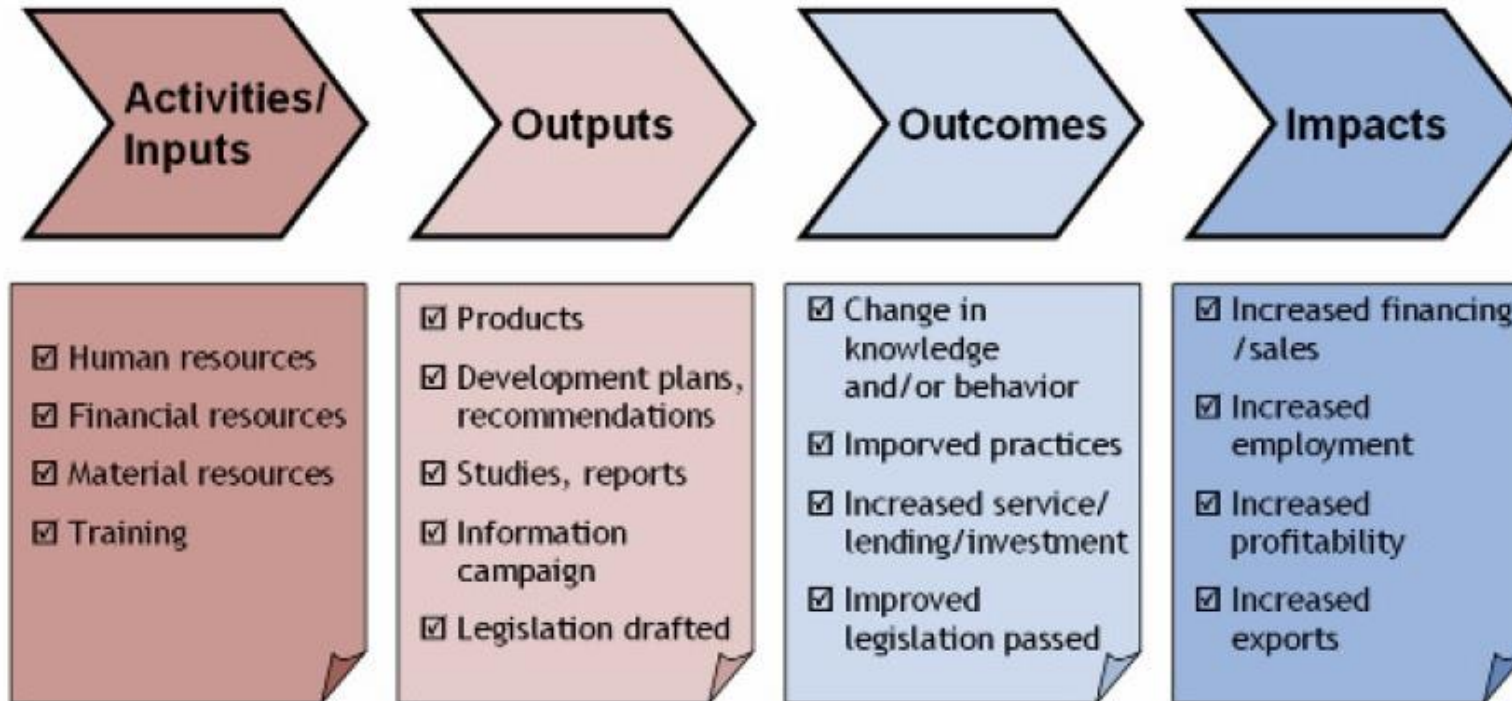 Activities/
Inputs
Outputs
Outcomes
Impacts
☑ Human resources
☑ Financial resources
☑ Material resources
☑ Training
☑ Products
☑ Development plans,
recommendations
☑ Studies, reports
☑ Information
campaign
☑ Legislation drafted
☑ Change in
knowledge
and/or behavior
☑ Imporved practices
☑ Increased service/
lending/investment
☑ Improved
legislation passed
☑ Increased financing
/sales
☑ Increased
employment
☑ Increased
profitability
☑ Increased
exports